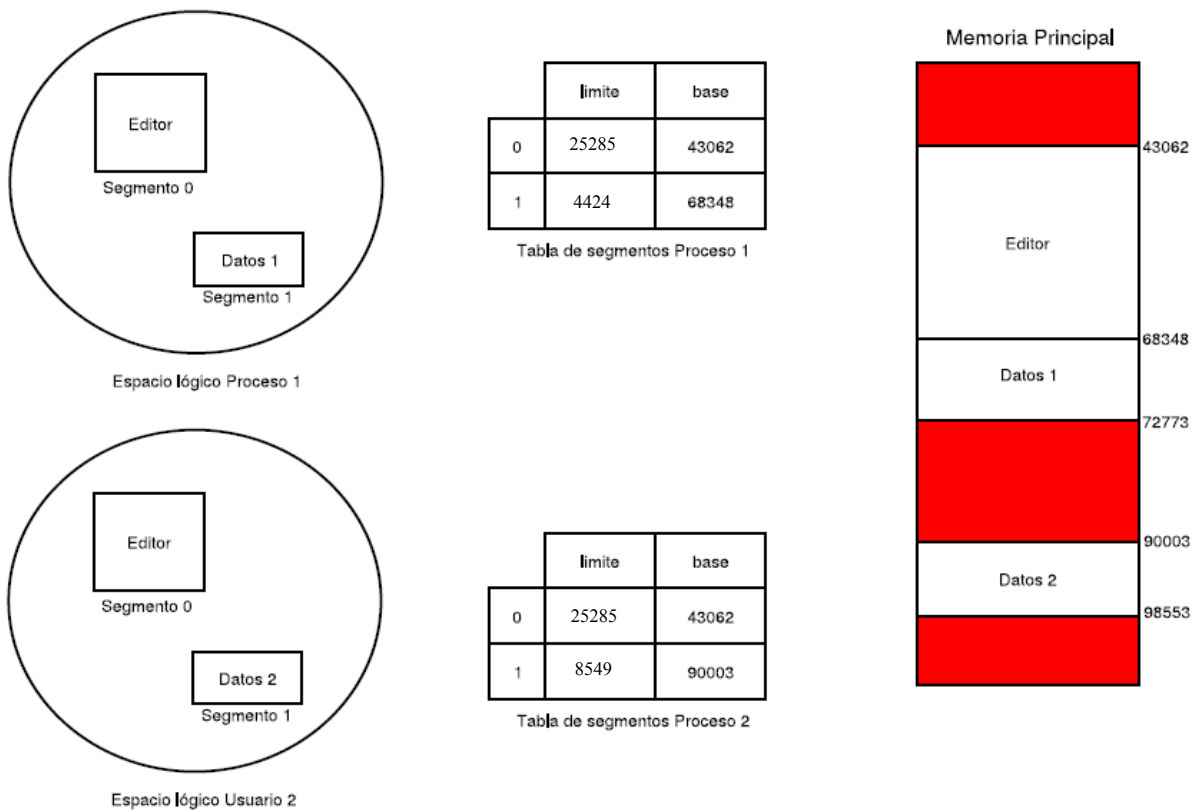 Editor
Segmento 0
Datos 1
Segmento 1
Espacio lógico Proceso 1
limite base
0 25285 43062
1 4424 68348
Tabla de segmentos Proceso 1
Editor
Segmento 0
Datos 2
Segmento 1
Espacio lógico Usuario 2
limite base
0 25285 43062
1 8549 90003
Tabla de segmentos Proceso 2
Memoria Principal
43062
Editor
68348
Datos 1
72773
90003
Datos 2
98553